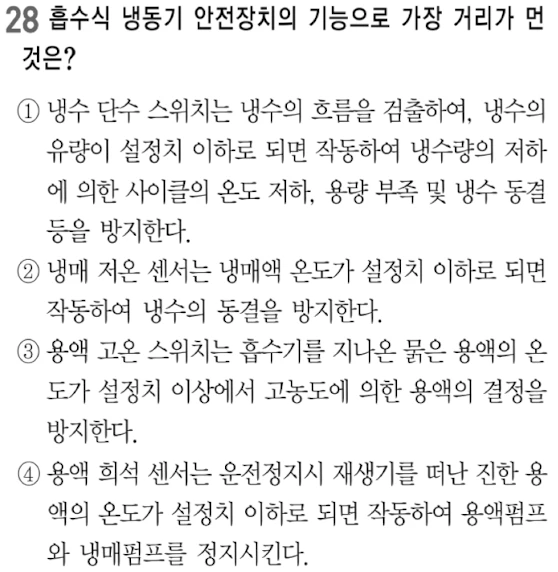 28 흡수식 냉동기 안전장치의 기능으로 가장 거리가 먼
것은?
① 냉수 단수 스위치는 냉수의 흐름을 검출하여, 냉수의
유량이 설정치 이하로 되면 작동하여 냉수량의 저하
에 의한 사이클의 온도 저하, 용량 부족 및 냉수 동결
등을 방지한다.
② 냉매 저온 센서는 냉매액 온도가 설정치 이하로 되면
작동하여 냉수의 동결을 방지한다.
③ 용액 고온 스위치는 흡수기를 지나온 묽은 용액의 온
도가 설정치 이상에서 고농도에 의한 용액의 결정을
방지한다.
④ 용액 희석 센서는 운전정지시 재생기를 떠난 진한 용
액의 온도가 설정치 이하로 되면 작동하여 용액펌프
와 냉매펌프를 정지시킨다.